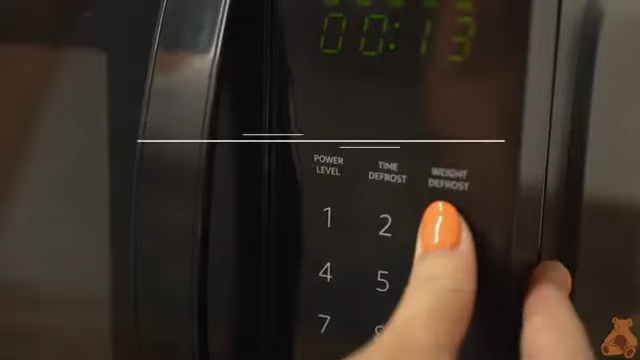 00:13
POWER LEVEL
TIME DEFROST
WEIGHT DEFROST
1 2
4 5
7